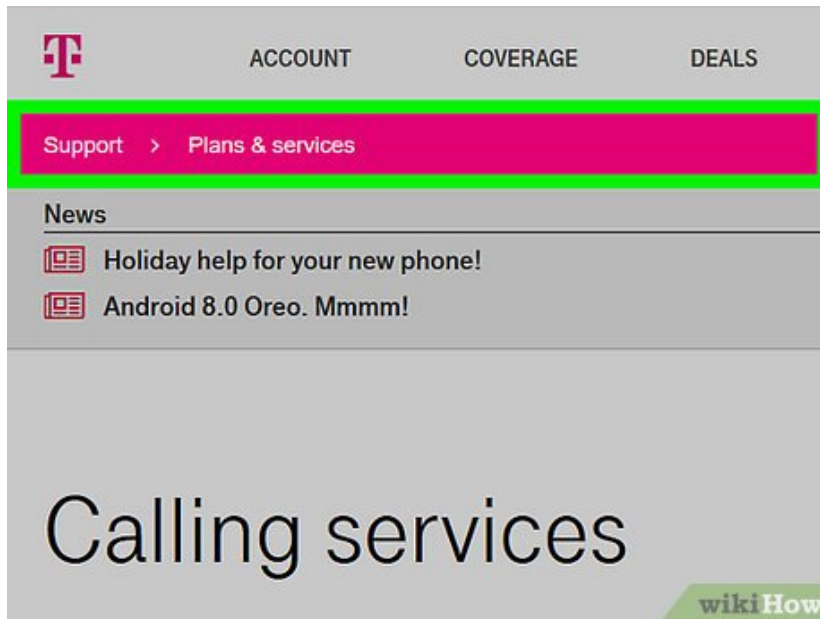 T ACCOUNT COVERAGE DEALS
Support > Plans & services
News
Holiday help for your new phone!
Android 8.0 Oreo. Mmmm!
Calling services
wikiHow